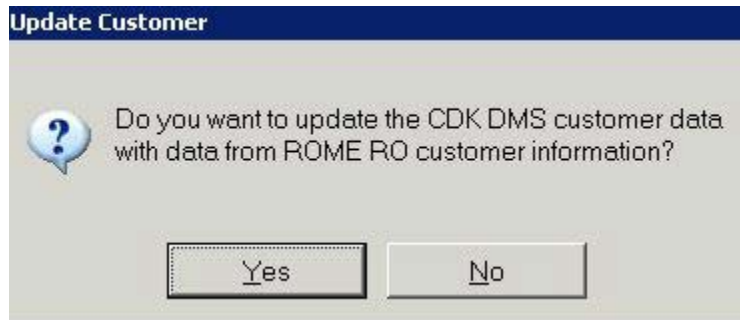 Update Customer
?
Do you want to update the CDK DMS customer data
with data from ROME RO customer information?
Yes
No